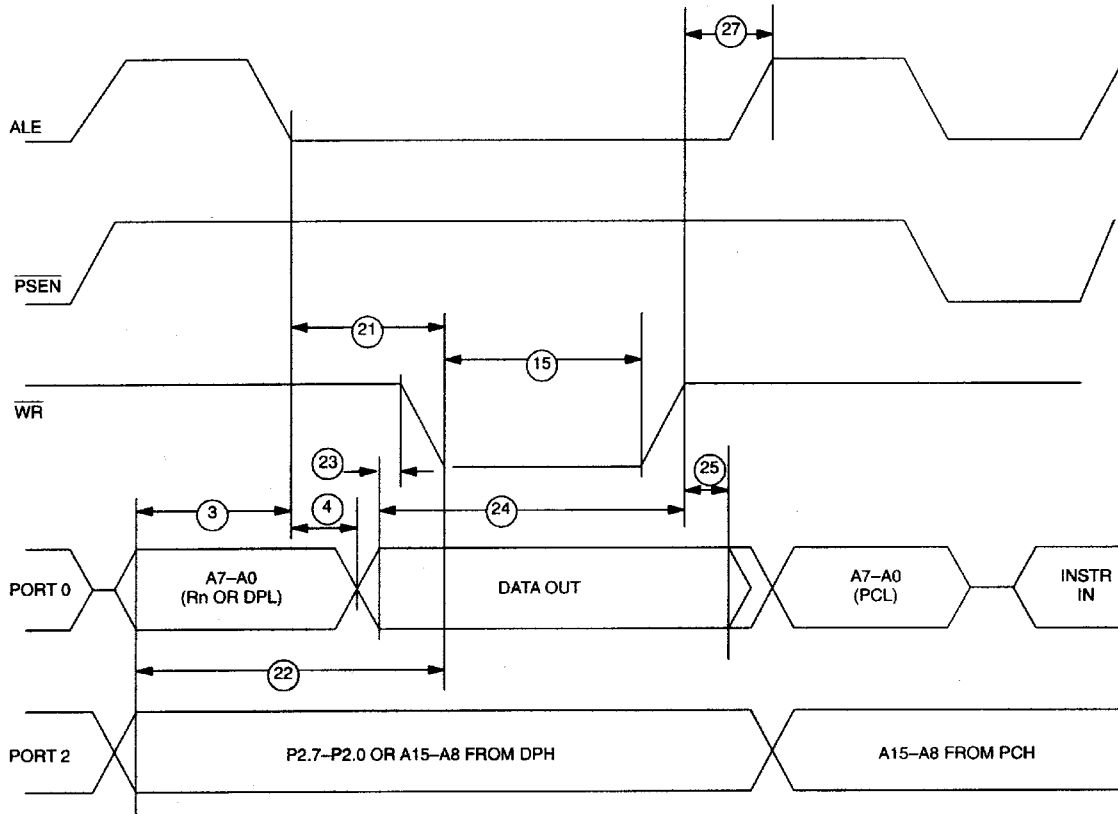 27
ALE
PSEN
21
15
WR
23
4
25
3
24
PORT 0
A7–A0
(Rn OR DPL)
DATA OUT
A7–A0
(PCL)
INSTR
IN
22
PORT 2
P2.7–P2.0 OR A15–A8 FROM DPH
A15–A8 FROM PCH